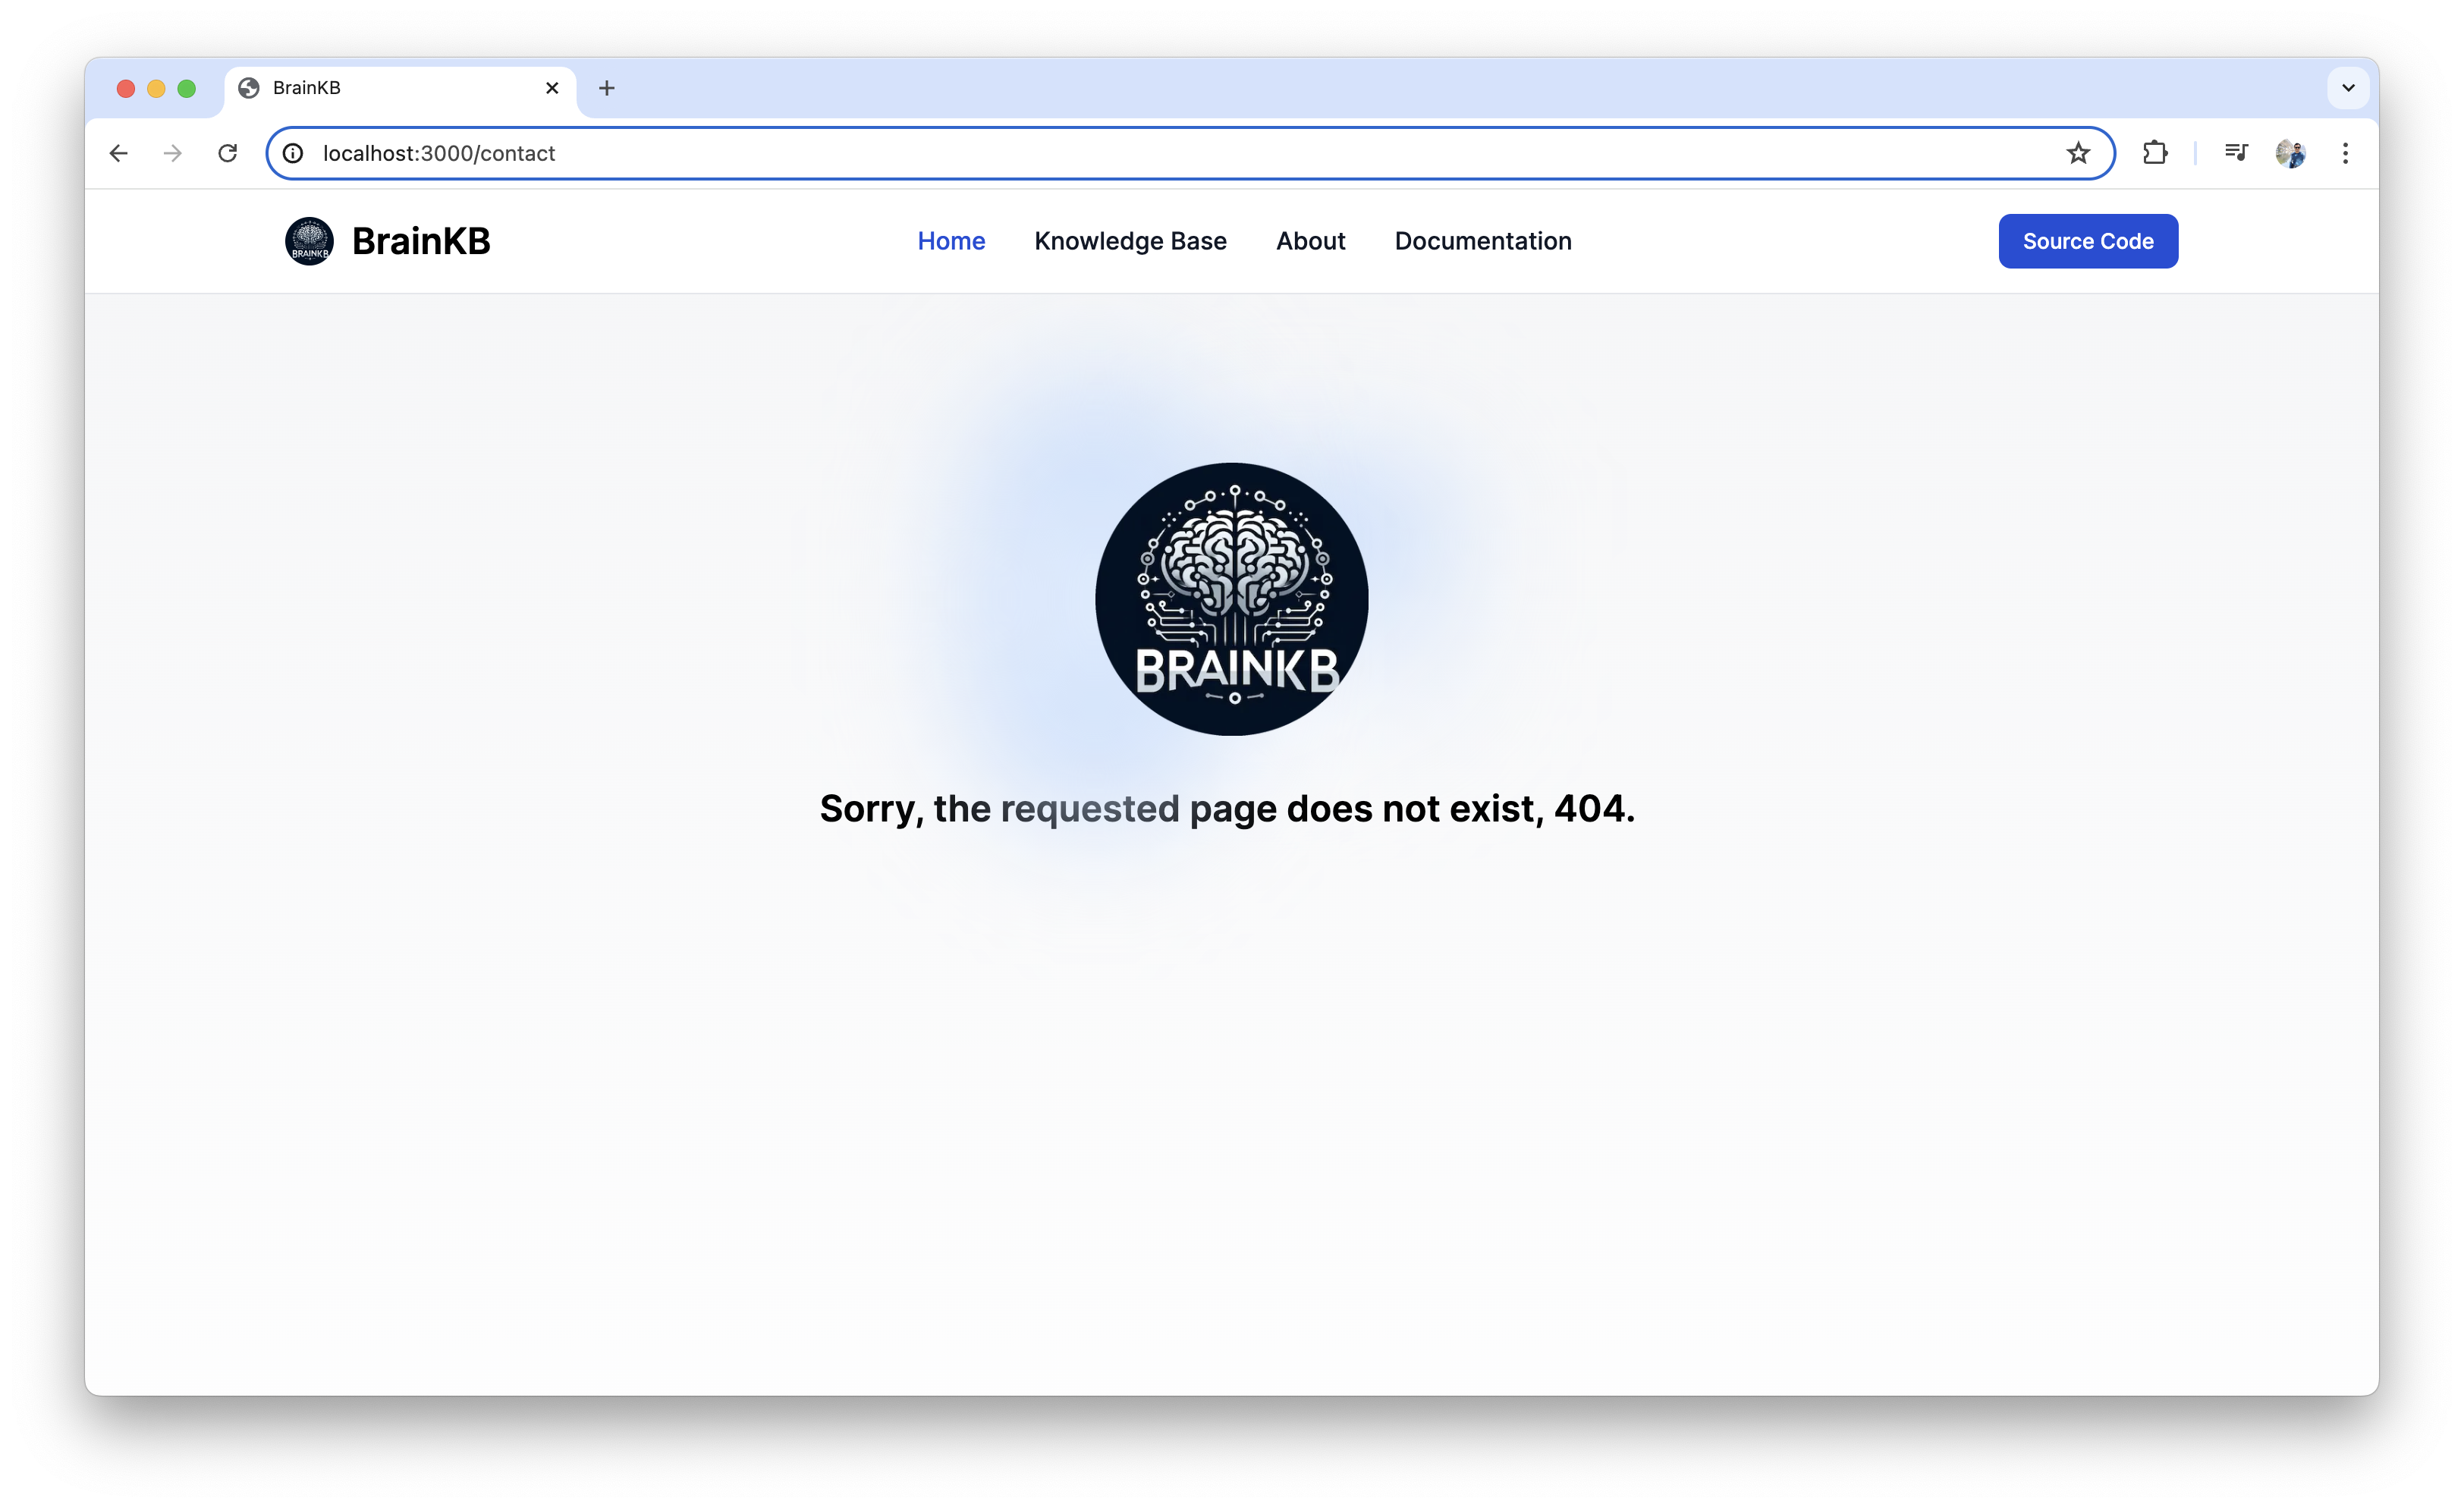 BrainKB
localhost:3000/contact
BRAINKB
BrainKB
Home
Knowledge Base
About
Documentation
Source Code
BRAINKB
Sorry, the requested page does not exist, 404.